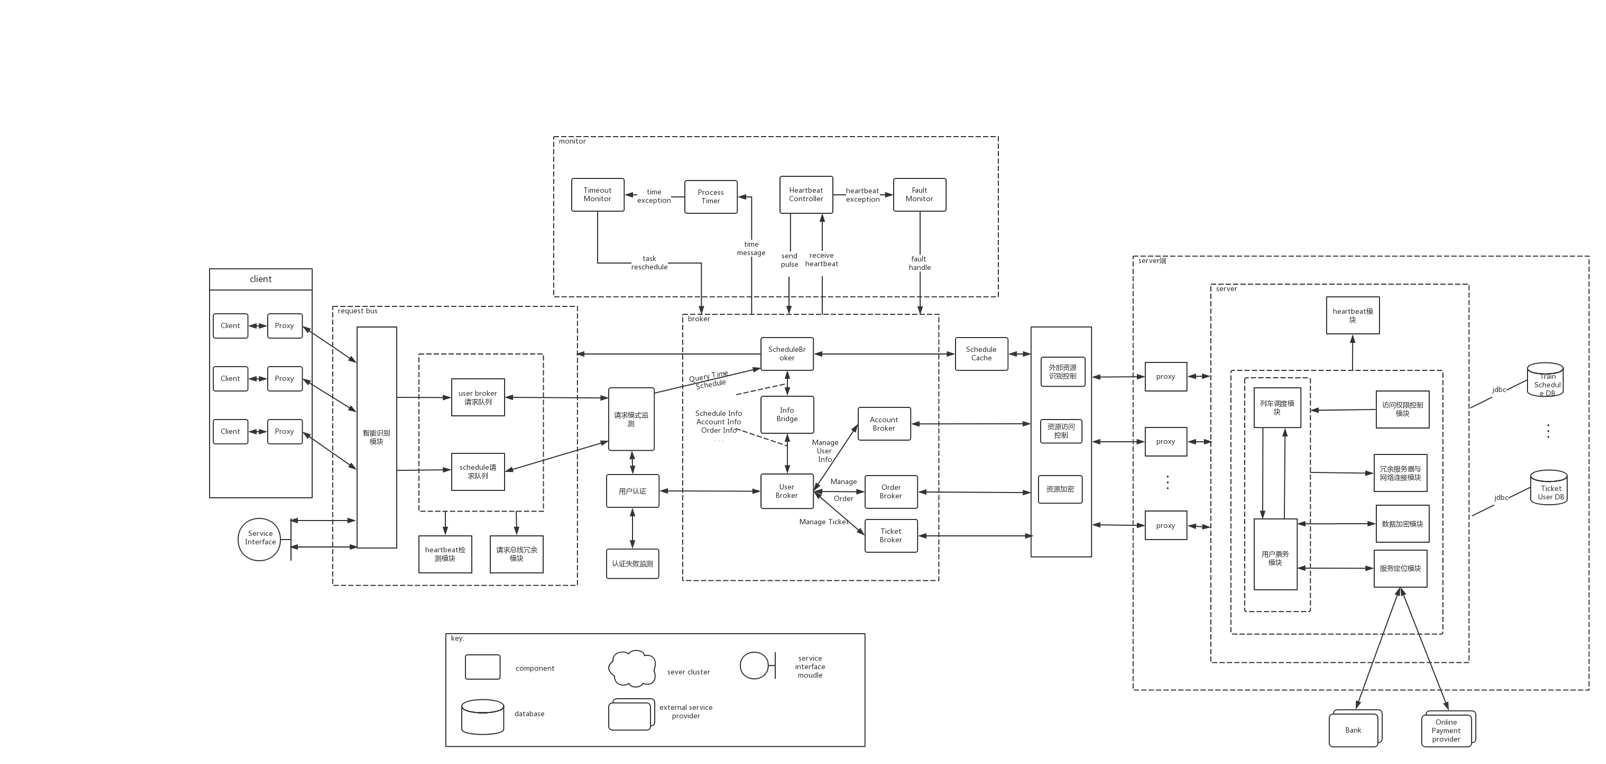 monitor
Timeout
Monitor
time
exception
Process
Timer
Heartbeat
Controller
heartbeat
exception
Fault
Monitor
task
reschedule
time
message
send
pulse
receive
heartbeat
fault
handle
client
Client
Proxy
Client
Proxy
Client
Proxy
Service
Interface
request bus
智能识别
模块
user broker
请求队列
schedule请
求队列
heartbeat检
测模块
请求总线冗余
模块
请求模式监
测
用户认证
认证失败监测
broker
ScheduleBr
oker
Query Time
Schedule
Info
Bridge
Schedule Info
Account Info
Order Info
...
User
Broker
Manage
User
Info
Manage
Order
Manage Ticket
Account
Broker
Order
Broker
Ticket
Broker
Schedule
Cache
外部资源
识别控制
资源访问
控制
资源加密
proxy
proxy
proxy
server端
server
heartbeat模
块
列车调度模
块
用户服务
模块
访问权限控制
模块
冗余服务器与
网络连接模块
数据加密模块
服务定位模块
jdbc
Train
Schedul
e DB
jdbc
Ticket
User DB
Bank
Online
Payment
provider
key:
component
sever cluster
service
interface
moudle
database
external service
provider